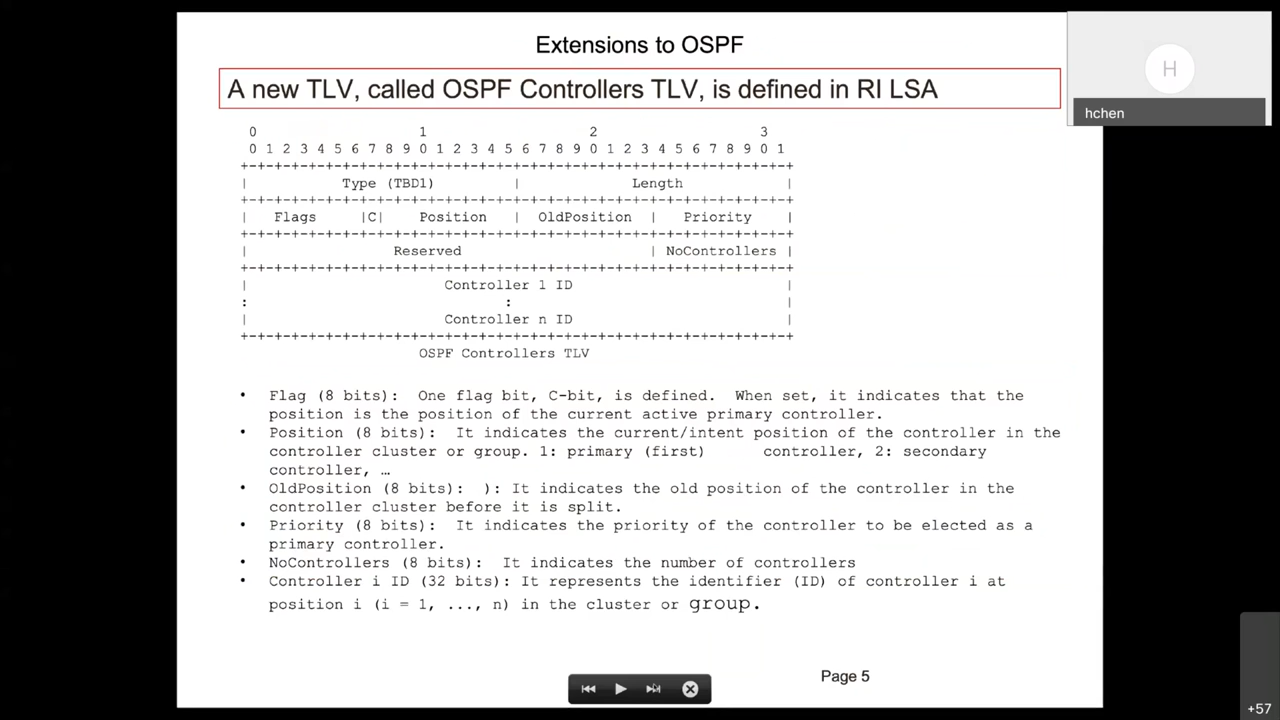 Extensions to OSPF
A new TLV, called OSPF Controllers TLV, is defined in RI LSA
H
hchen
0 1 2 3
0 1 2 3 4 5 6 7 8 9 0 1 2 3 4 5 6 7 8 9 0 1 2 3 4 5 6 7 8 9 0 1
+-+-+-+-+-+-+-+-+-+-+-+-+-+-+-+-+-+-+-+-+-+-+-+-+-+-+-+-+-+-+-+-+
| Type (TBD1) | Length |
+-+-+-+-+-+-+-+-+-+-+-+-+-+-+-+-+-+-+-+-+-+-+-+-+-+-+-+-+-+-+-+-+
| Flags |C| Position | OldPosition | Priority |
+-+-+-+-+-+-+-+-+-+-+-+-+-+-+-+-+-+-+-+-+-+-+-+-+-+-+-+-+-+-+-+-+
| Reserved | NoControllers |
+-+-+-+-+-+-+-+-+-+-+-+-+-+-+-+-+-+-+-+-+-+-+-+-+-+-+-+-+-+-+-+-+
| Controller 1 ID |
: : |
| Controller n ID |
+-+-+-+-+-+-+-+-+-+-+-+-+-+-+-+-+-+-+-+-+-+-+-+-+-+-+-+-+-+-+-+-+
OSPF Controllers TLV
• Flag (8 bits): One flag bit, C-bit, is defined. When set, it indicates that the
position is the position of the current active primary controller.
• Position (8 bits): It indicates the current/intent position of the controller in the
controller cluster or group. 1: primary (first) controller, 2: secondary
controller, …
• OldPosition (8 bits): ): It indicates the old position of the controller in the
controller cluster before it is split.
• Priority (8 bits): It indicates the priority of the controller to be elected as a
primary controller.
• NoControllers (8 bits): It indicates the number of controllers
• Controller i ID (32 bits): It represents the identifier (ID) of controller i at
position i (i = 1, ..., n) in the cluster or group.
Page 5
+57